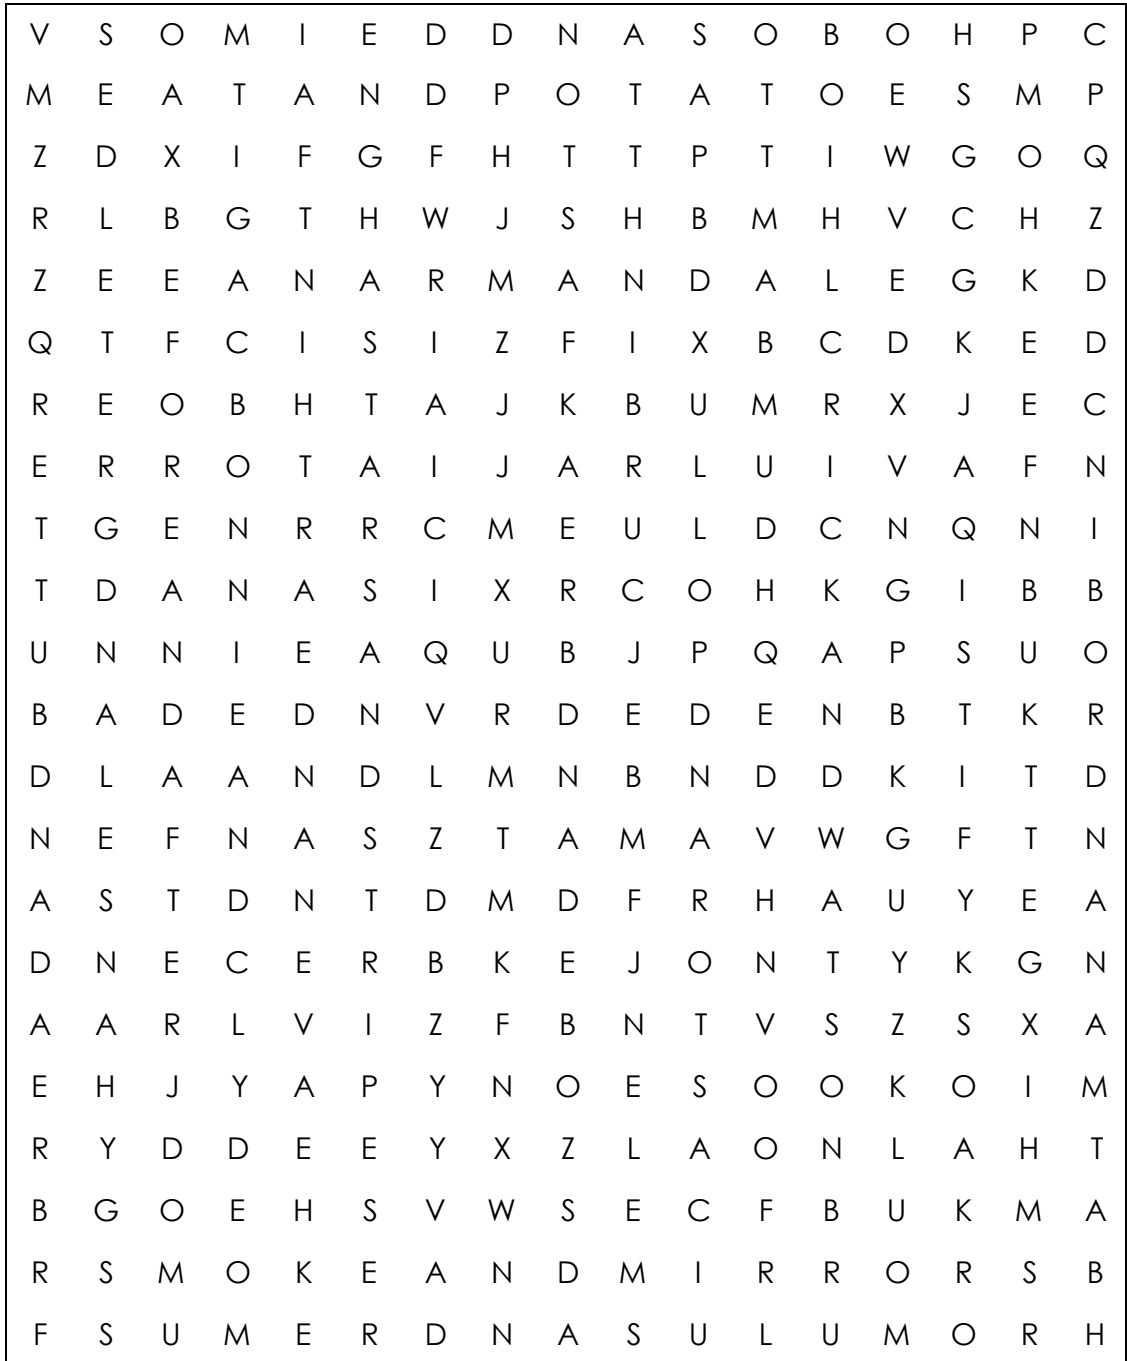 V S O M I E D D N A S O B O H P C
M E A T A N D P O T A T O E S M P
Z D X I F G F H T T P T I W G O Q
R L B G T H W J S H B M H V C H Z
Z E E A N A R M A N D A L E G K D
Q T F C I S I Z F I X B C D K E D
R E O B H T A J K B U M R X J E C
E R R O T A I J A R L U I V A F N
T G E N R R C M E U L D C N Q N I
T D A N A S I X R C O H K G I B B
U N N I E A Q U B J P Q A P S U O
B A D E D N V R D E D E N B T K R
D L A A N D L M N B N D D K I T D
N E F N A S Z T A M A V W G F T N
A S T D N T D M D F R H A U Y E A
D N E C E R B K E J O N T Y K G N
A A R L V I Z F B N T V S Z S X A
E H J Y A P Y N O E S O O K O I M
R Y D D E E Y X Z L A O N L A H T
B G O E H S V W S E C F B U K M A
R S M O K E A N D M I R R O R S B
F S U M E R D N A S U L U M O R H